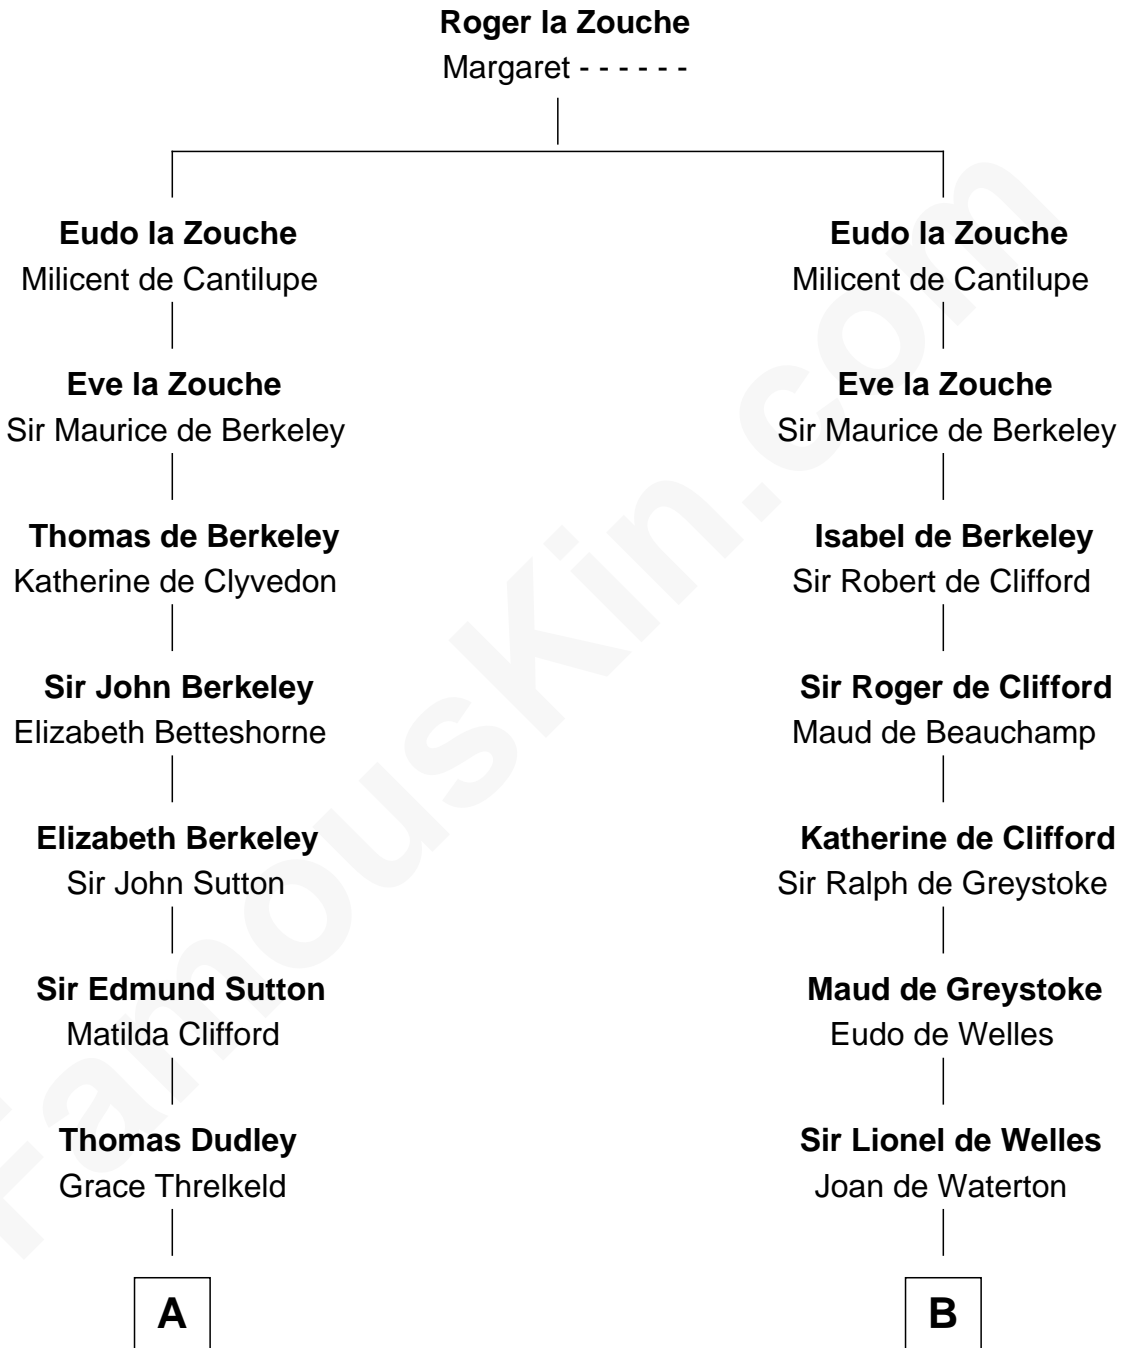 Roger la Zouche
Margaret - - - - - -
Eudo la Zouche
Milicent de Cantilupe
Eve la Zouche
Sir Maurice de Berkeley
Thomas de Berkeley
Katherine de Clyvedon
Sir John Berkeley
Elizabeth Betteshorne
Elizabeth Berkeley
Sir John Sutton
Sir Edmund Sutton
Matilda Clifford
Thomas Dudley
Grace Threlkeld
A
Eudo la Zouche
Milicent de Cantilupe
Eve la Zouche
Sir Maurice de Berkeley
Isabel de Berkeley
Sir Robert de Clifford
Sir Roger de Clifford
Maud de Beauchamp
Katherine de Clifford
Sir Ralph de Greystoke
Maud de Greystoke
Eudo de Welles
Sir Lionel de Welles
Joan de Waterton
B
FamousKin.com